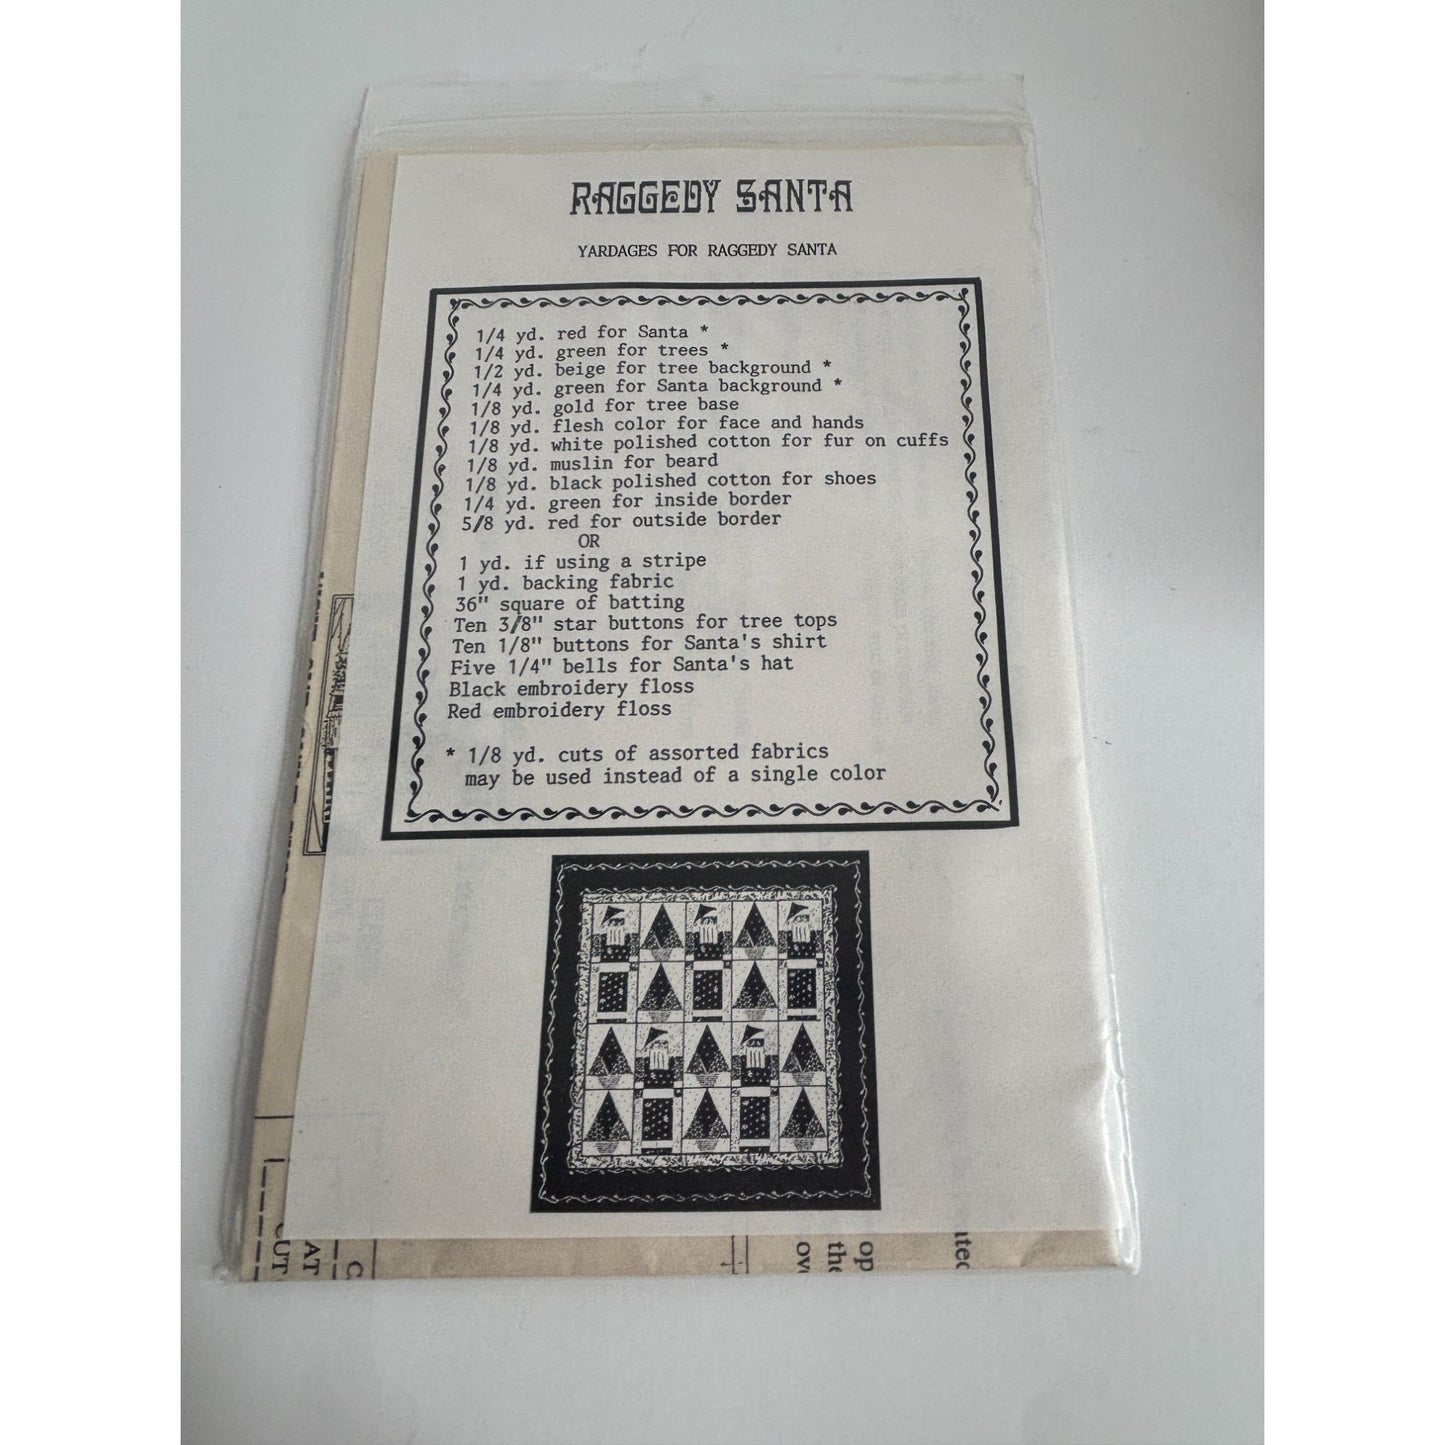 RAGGEDY SANTA
YARDAGES FOR RAGGEDY SANTA
1/4 yd. red for Santa *
1/4 yd. green for trees *
1/2 yd. beige for tree background *
1/4 yd. green for Santa background *
1/8 yd. gold for tree base
1/8 yd. flesh color for face and hands
1/8 yd. white polished cotton for fur on cuffs
1/8 yd. muslin for beard
1/8 yd. black polished cotton for shoes
1/4 yd. green for inside border
5/8 yd. red for outside border
OR
1 yd. if using a stripe
1 yd. backing fabric
36" square of batting
Ten 3/8" star buttons for tree tops
Ten 1/8" buttons for Santa's shirt
Five 1/4" bells for Santa's hat
Black embroidery floss
Red embroidery floss
* 1/8 yd. cuts of assorted fabrics
may be used instead of a single color